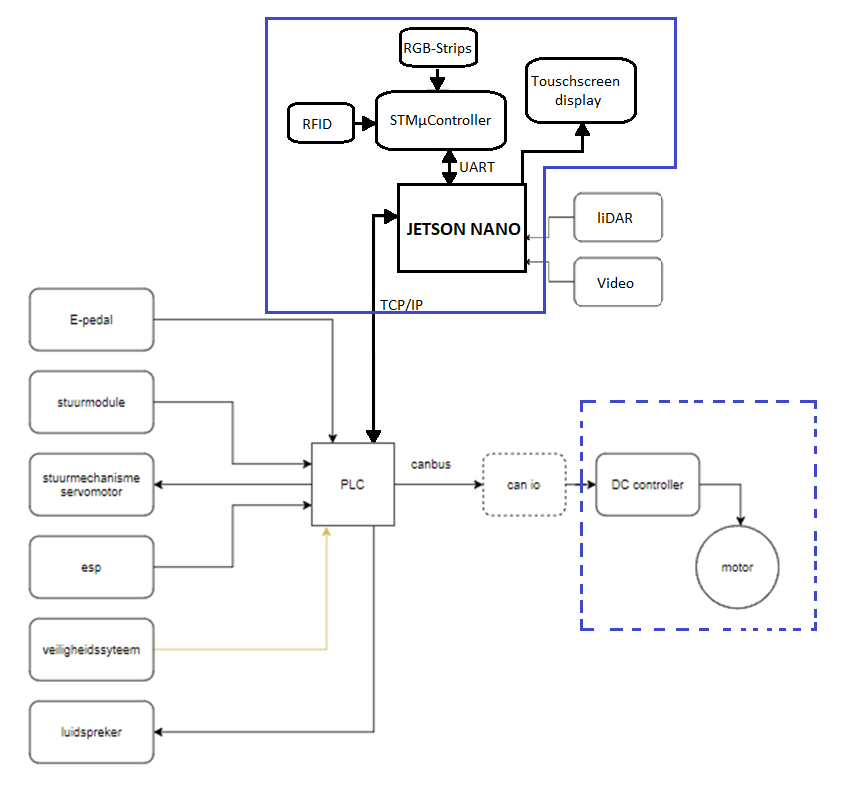 RGB-Strips
Touschscreen
display
RFID
STMµController
UART
JETSON NANO
liDAR
Video
TCP/IP
E-pedal
stuurmodule
stuurmechanisme
servomotor
PLC
canbus
can io
DC controller
esp
motor
veiligheidssyteem
luidspreker